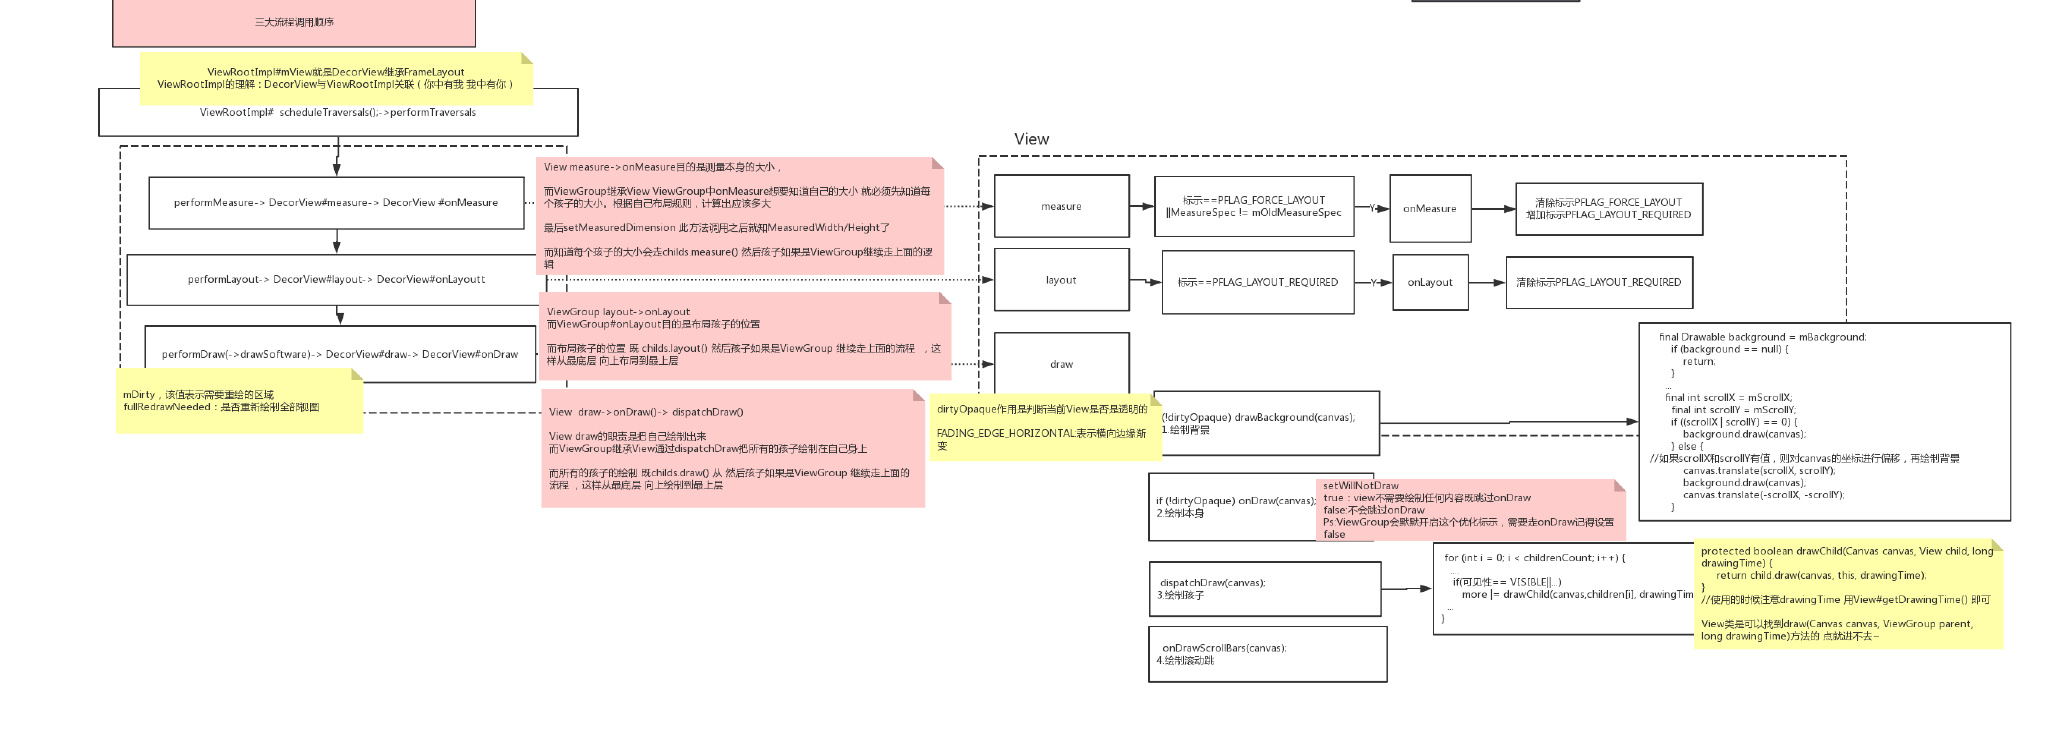 三大流程调用顺序
ViewRootImpl#mView就是DecorView继承FrameLayout
ViewRootImpl的理解：DecorView与ViewRootImpl关联（你中有我 我中有你）
ViewRootImpl#  scheduleTraversals();->performTraversals
performMeasure-> DecorView#measure-> DecorView #onMeasure
performLayout-> DecorView#layout-> DecorView#onLayoutt
performDraw(->drawSoftware)-> DecorView#draw-> DecorView#onDraw
mDirty，该值表示需要重绘的区域
fullRedrawNeeded：是否重新绘制全部视图
View measure->onMeasure目的是测量本身的大小，
而ViewGroup继承View ViewGroup中onMeasure想要知道自己的大小 就必须先知道每
个孩子的大小。根据自己布局规则，计算出应该多大
最后setMeasuredDimension 此方法调用之后就知MeasuredWidth/Height了
而知道每个孩子的大小会走childs.measure() 然后孩子如果是ViewGroup继续走上面的逻
辑
ViewGroup layout->onLayout
而ViewGroup#onLayout目的是布局孩子的位置
而布局孩子的位置 既 childs.layout() 然后孩子如果是ViewGroup 继续走上面的流程 ，这
样从最底层 向上布局到最上层
View  draw->onDraw()-> dispatchDraw()
View draw的职责是把自己绘制出来
而ViewGroup继承View通过dispatchDraw把所有的孩子绘制在自己身上
而所有的孩子的绘制 既childs.draw() 从 然后孩子如果是ViewGroup 继续走上面的
流程 ，这样从最底层 向上绘制到最上层
View
measure
标示==PFLAG_FORCE_LAYOUT
||MeasureSpec != mOldMeasureSpec
Y
onMeasure
清除标示PFLAG_FORCE_LAYOUT
增加标示PFLAG_LAYOUT_REQUIRED
layout
标示==PFLAG_LAYOUT_REQUIRED
Y
onLayout
清除标示PFLAG_LAYOUT_REQUIRED
draw
dirtyOpaque作用是判断当前View是否是透明的
FADING_EDGE_HORIZONTAL:表示横向边缘渐
变
(!dirtyOpaque) drawBackground(canvas);
1.绘制背景
final Drawable background = mBackground;
if (background == null) {
return;
}
...
final int scrollX = mScrollX;
final int scrollY = mScrollY;
if ((scrollX | scrollY) == 0) {
background.draw(canvas);
} else {
//如果scrollX和scrollY有值，则对canvas的坐标进行偏移，再绘制背景
canvas.translate(scrollX, scrollY);
background.draw(canvas);
canvas.translate(-scrollX, -scrollY);
}
if (!dirtyOpaque) onDraw(canvas);
2.绘制本身
setWillNotDraw
true：view不需要绘制任何内容既跳过onDraw
false:不会跳过onDraw
Ps:ViewGroup会默默开启这个优化标示，需要走onDraw记得设置
false
dispatchDraw(canvas);
3.绘制孩子
for (int i = 0; i < childrenCount; i++) {
...
if(可见性== VISIBLE||...)
more |= drawChild(canvas,children[i], drawingTim
...
}
protected boolean drawChild(Canvas canvas, View child, long
drawingTime) {
return child.draw(canvas, this, drawingTime);
}
//使用的时候注意drawingTime 用View#getDrawingTime() 即可
View类是可以找到draw(Canvas canvas, ViewGroup parent,
long drawingTime)方法的 点就进不去~
onDrawScrollBars(canvas);
4.绘制滚动跳